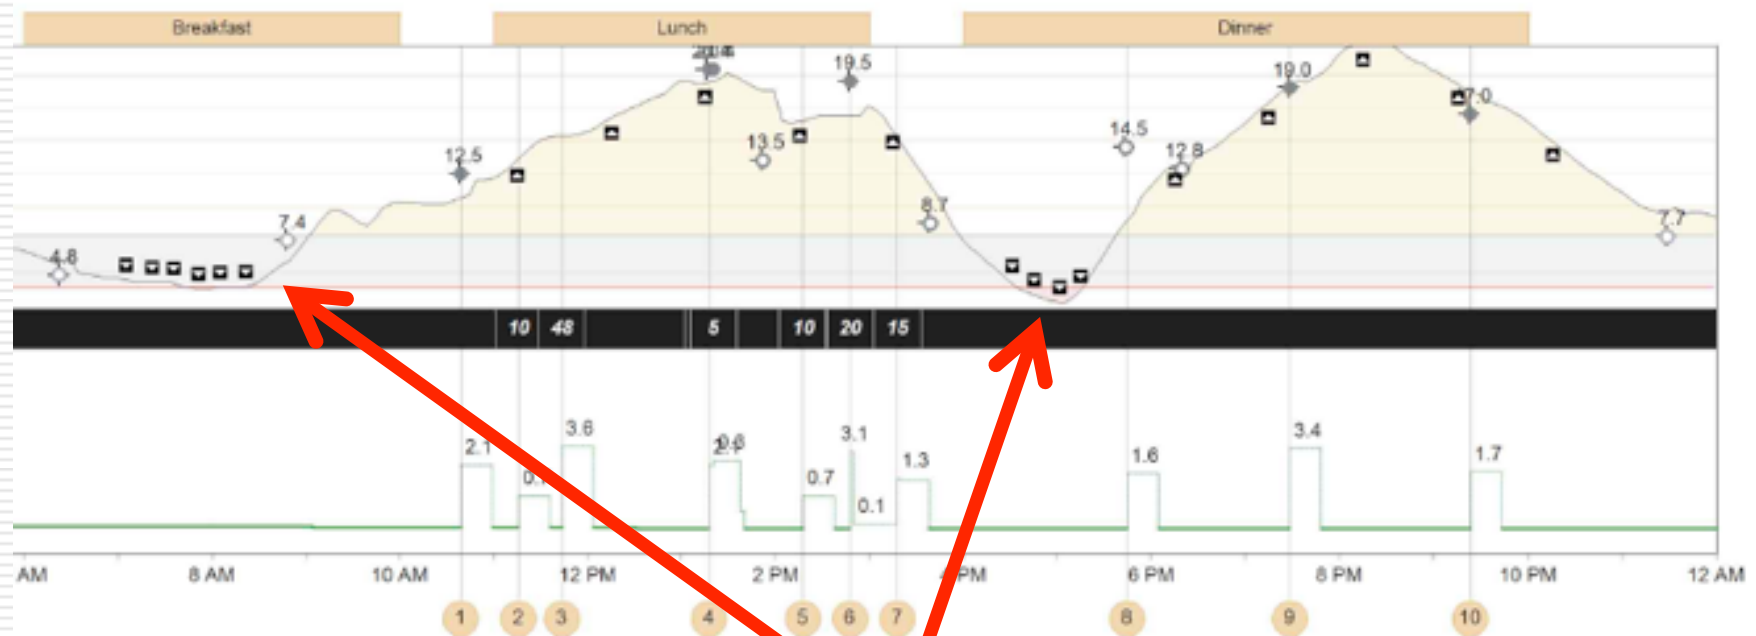 Breakfast Lunch Dinner
19.5 19.0
12.5 13.5 14.5 12.8
7.4 8.7 7.7
4.8
10 48 5 10 20 15
3.6 3.1 3.4
2.1 1.3 1.6 1.7
0.7 0.1
AM 8 AM 10 AM 12 PM 2 PM PM 6 PM 8 PM 10 PM 12 AM
1 2 3 4 5 6 7 8 9 10